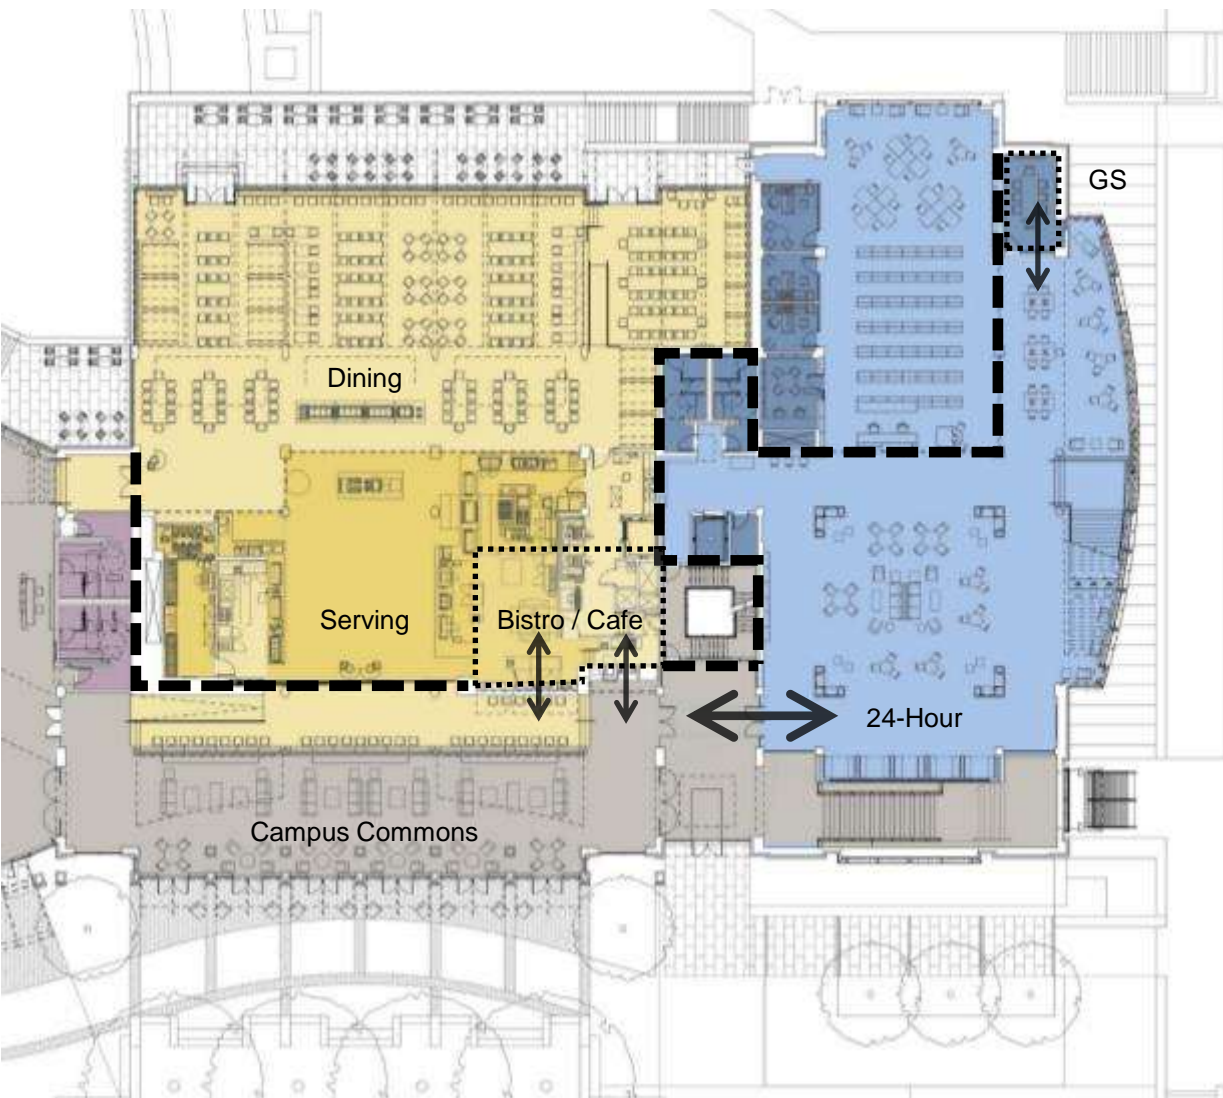 GS
Dining
Serving
Bistro / Cafe
24-Hour
Campus Commons